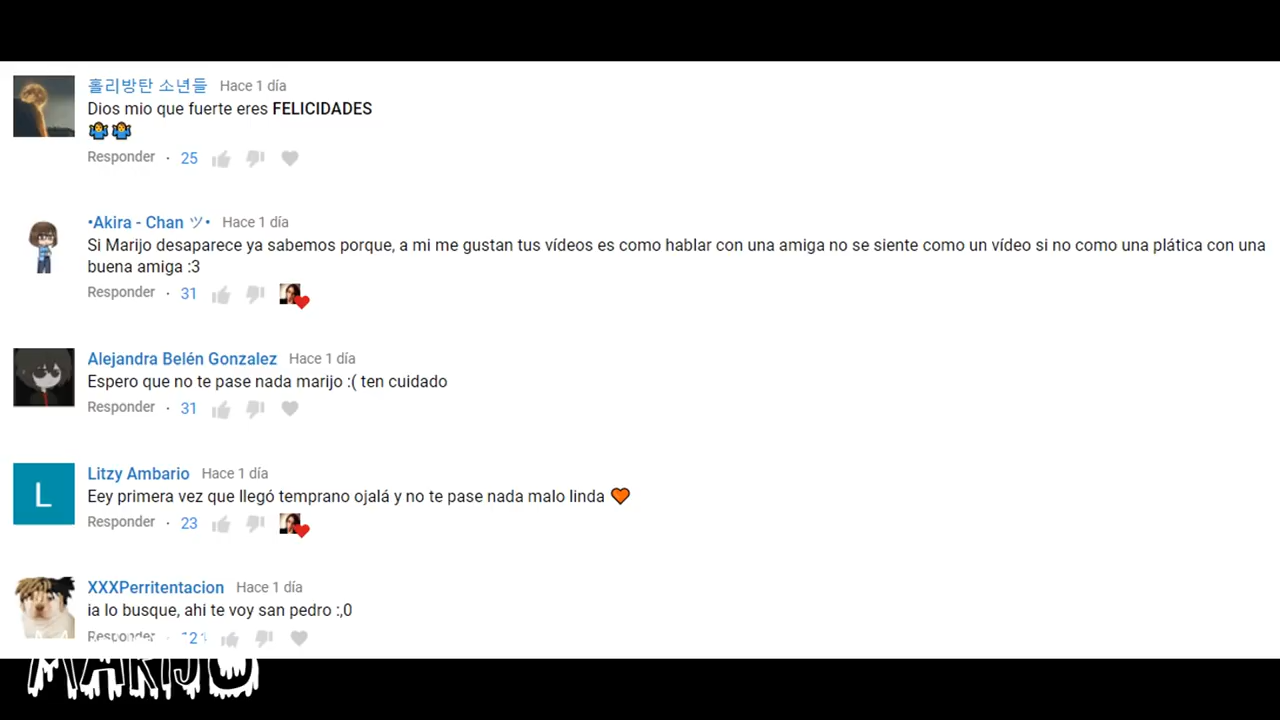 홀리방탄 소년들 Hace 1 día
Dios mio que fuerte eres FELICIDADES
🤷🤷
Responder · 25
•Akira - Chan ツ• Hace 1 día
Si Marijo desaparece ya sabemos porque, a mi me gustan tus vídeos es como hablar con una amiga no se siente como un vídeo si no como una plática con una
buena amiga :3
Responder · 31
Alejandra Belén Gonzalez Hace 1 día
Espero que no te pase nada marijo :( ten cuidado
Responder · 31
L
Litzy Ambario Hace 1 día
Eey primera vez que llegó temprano ojalá y no te pase nada malo linda 🧡
Responder · 23
XXXPerritentacion Hace 1 día
ia lo busque, ahi te voy san pedro :,0
Responder · 121
MARIJO